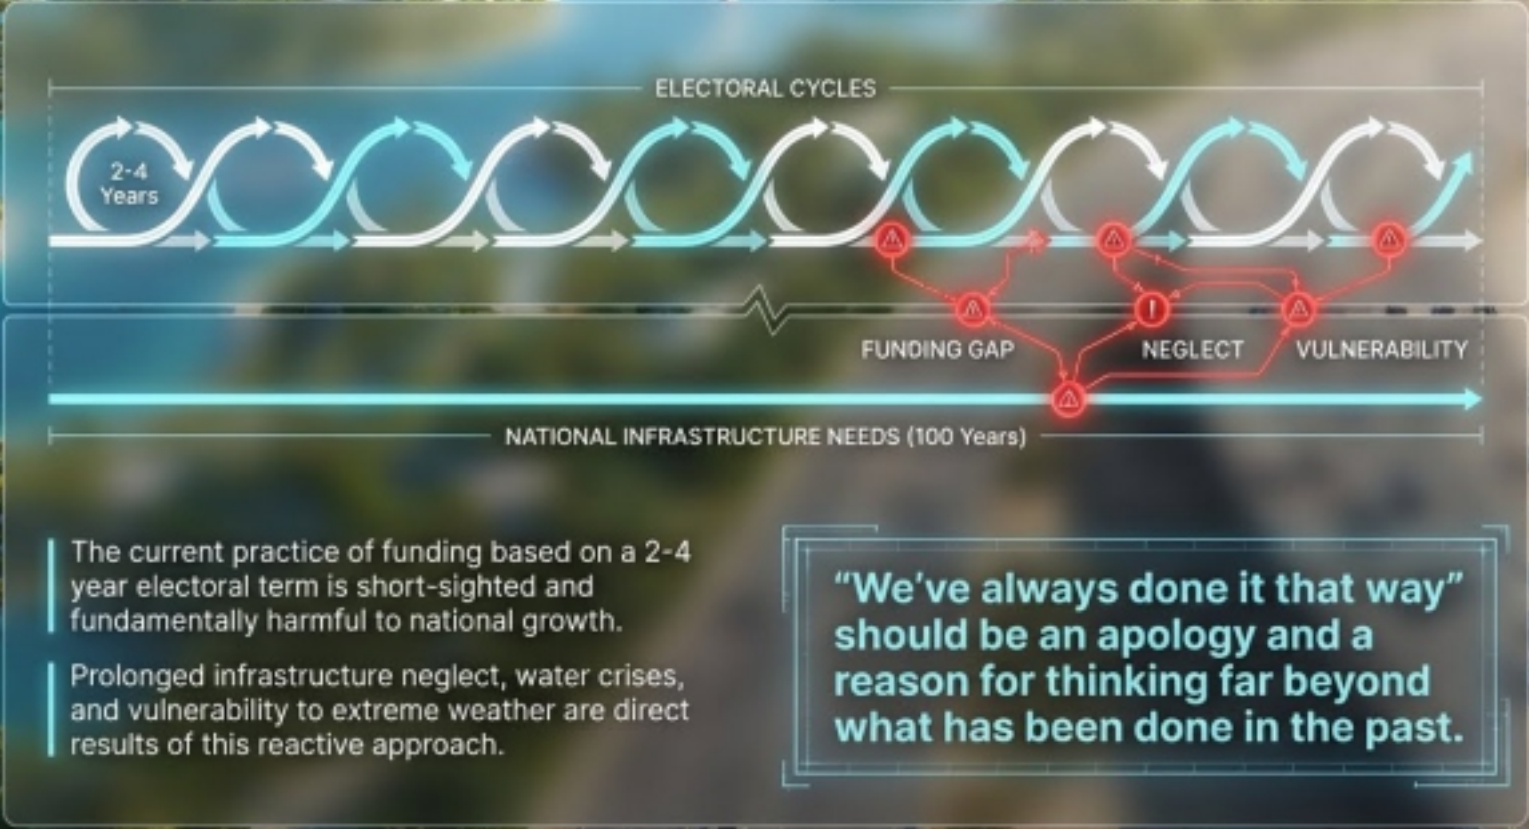 ELECTORAL CYCLES
2-4
Years
FUNDING GAP
NEGLECT
VULNERABILITY
NATIONAL INFRASTRUCTURE NEEDS (100 Years)
The current practice of funding based on a 2-4
year electoral term is short-sighted and
fundamentally harmful to national growth.
Prolonged infrastructure neglect, water crises,
and vulnerability to extreme weather are direct
results of this reactive approach.
“We’ve always done it that way”
should be an apology and a
reason for thinking far beyond
what has been done in the past.